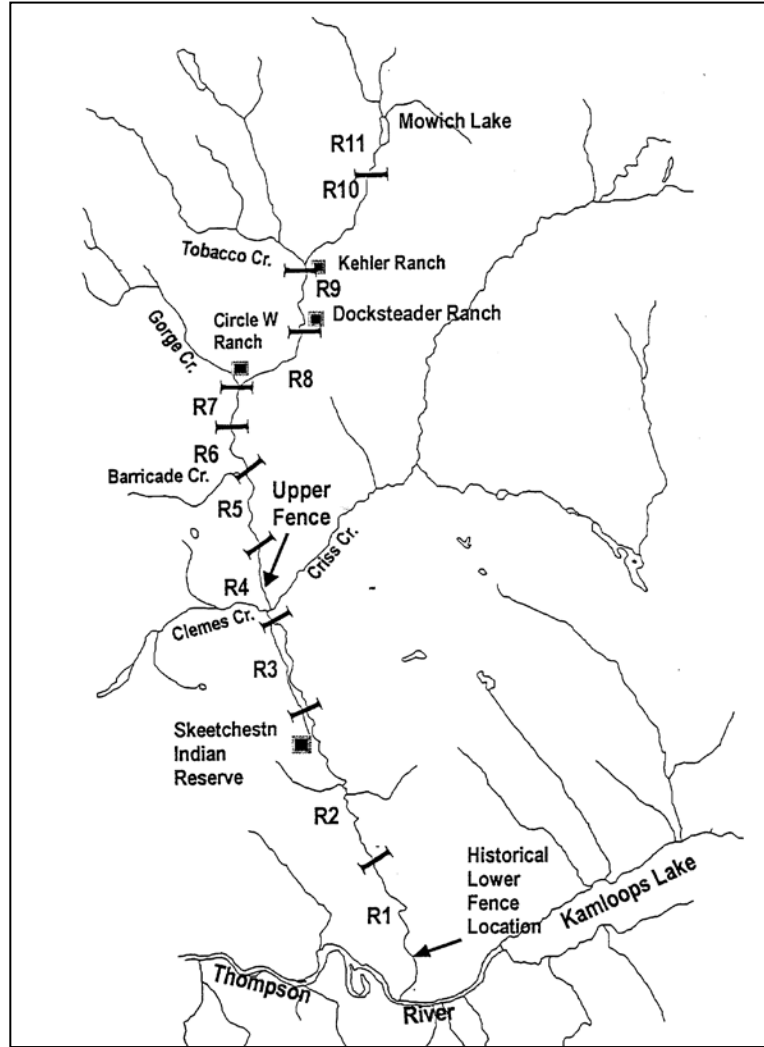 Mowich Lake
R11
R10
Tobacco Cr.
Kehler Ranch
R9
Gorge Cr.
Circle W
Ranch
Docksteader Ranch
R8
R7
R6
Barricade Cr.
R5
Upper
Fence
Criss Cr.
R4
Clemes Cr.
R3
Skeetchestn
Indian
Reserve
R2
Historical
Lower
Fence
Location
R1
Kamloops Lake
Thompson
River